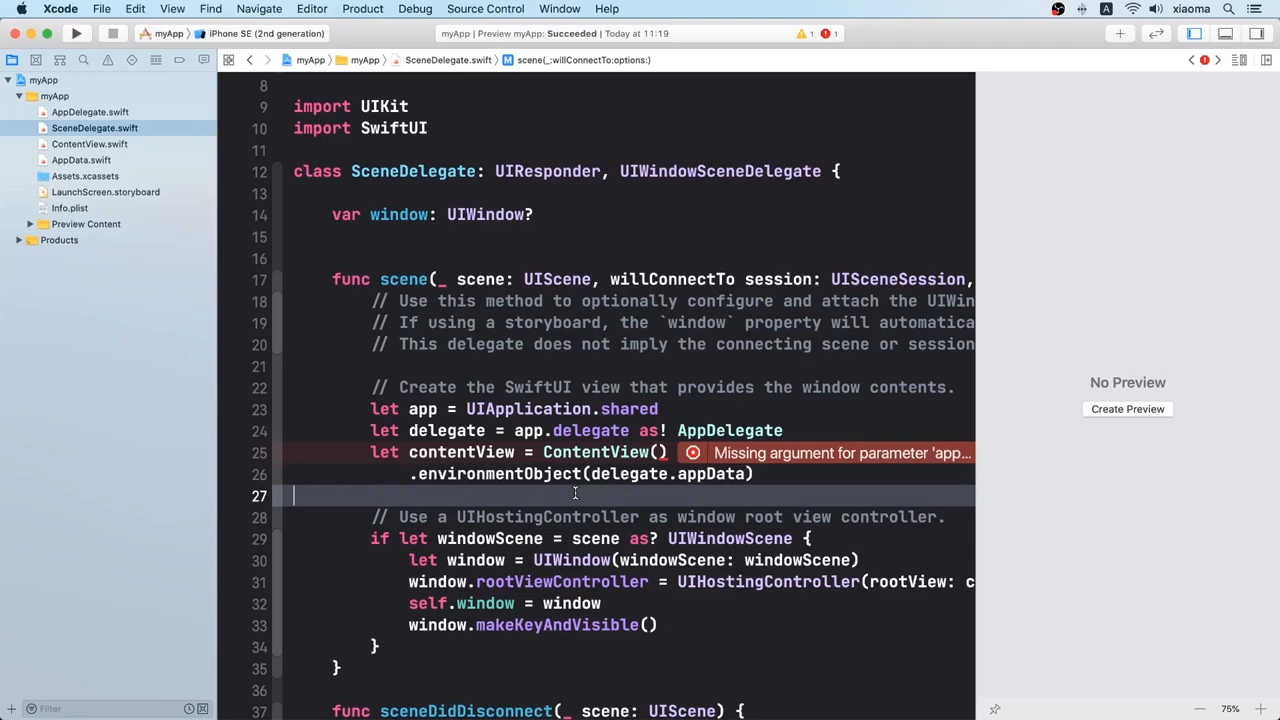 Xcode File Edit View Find Navigate Editor Product Debug Source Control Window Help A xiaoma
myApp iPhone SE (2nd generation) myApp | Preview myApp: Succeeded | Today at 11:19 1 1
myApp myApp SceneDelegate.swift M scene(_:willConnectTo:options:)
myApp
myApp
AppDelegate.swift
SceneDelegate.swift
ContentView.swift
AppData.swift
Assets.xcassets
LaunchScreen.storyboard
Info.plist
Preview Content
Products
Filter
8
9 import UIKit
10 import SwiftUI
11
12 class SceneDelegate: UIResponder, UIWindowSceneDelegate {
13
14 var window: UIWindow?
15
16
17 func scene(_ scene: UIScene, willConnectTo session: UISceneSession,
18 // Use this method to optionally configure and attach the UIWin
19 // If using a storyboard, the `window` property will automatica
20 // This delegate does not imply the connecting scene or session
21
22 // Create the SwiftUI view that provides the window contents.
23 let app = UIApplication.shared
24 let delegate = app.delegate as! AppDelegate
25 let contentView = ContentView() Missing argument for parameter 'app...
26 .environmentObject(delegate.appData)
27
28 // Use a UIHostingController as window root view controller.
29 if let windowScene = scene as? UIWindowScene {
30 let window = UIWindow(windowScene: windowScene)
31 window.rootViewController = UIHostingController(rootView: c
32 self.window = window
33 window.makeKeyAndVisible()
34 }
35 }
36
37 func sceneDidDisconnect(_ scene: UIScene) {
No Preview
Create Preview
75%